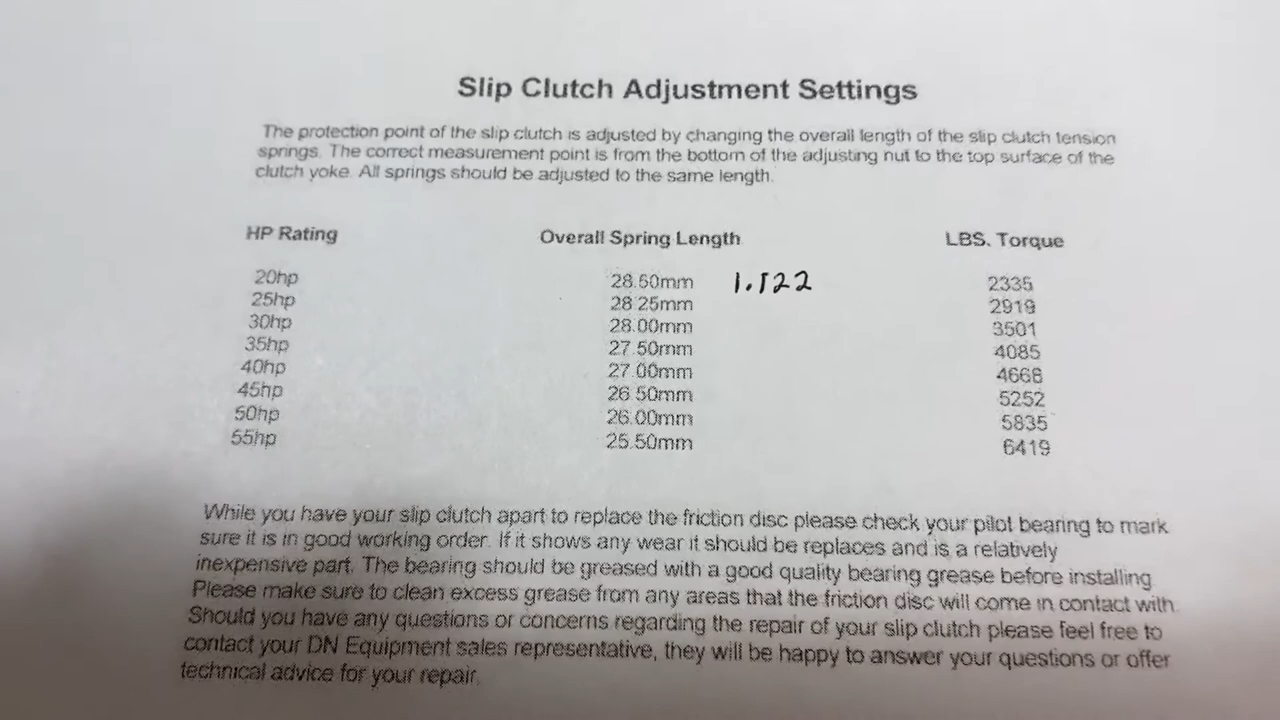 Slip Clutch Adjustment Settings
The protection point of the slip clutch is adjusted by changing the overall length of the slip clutch tension
springs. The correct measurement point is from the bottom of the adjusting nut to the top surface of the
clutch yoke. All springs should be adjusted to the same length.
HP Rating Overall Spring Length LBS. Torque
20hp 28.50mm 1.122 2335
25hp 28.25mm 2919
30hp 28.00mm 3501
35hp 27.50mm 4085
40hp 27.00mm 4668
45hp 26.50mm 5252
50hp 26.00mm 5835
55hp 25.50mm 6419
While you have your slip clutch apart to replace the friction disc please check your pilot bearing to mark
sure it is in good working order. If it shows any wear it should be replaces and is a relatively
inexpensive part. The bearing should be greased with a good quality bearing grease before installing.
Please make sure to clean excess grease from any areas that the friction disc will come in contact with.
Should you have any questions or concerns regarding the repair of your slip clutch please feel free to
contact your DN Equipment sales representative, they will be happy to answer your questions or offer
technical advice for your repair.